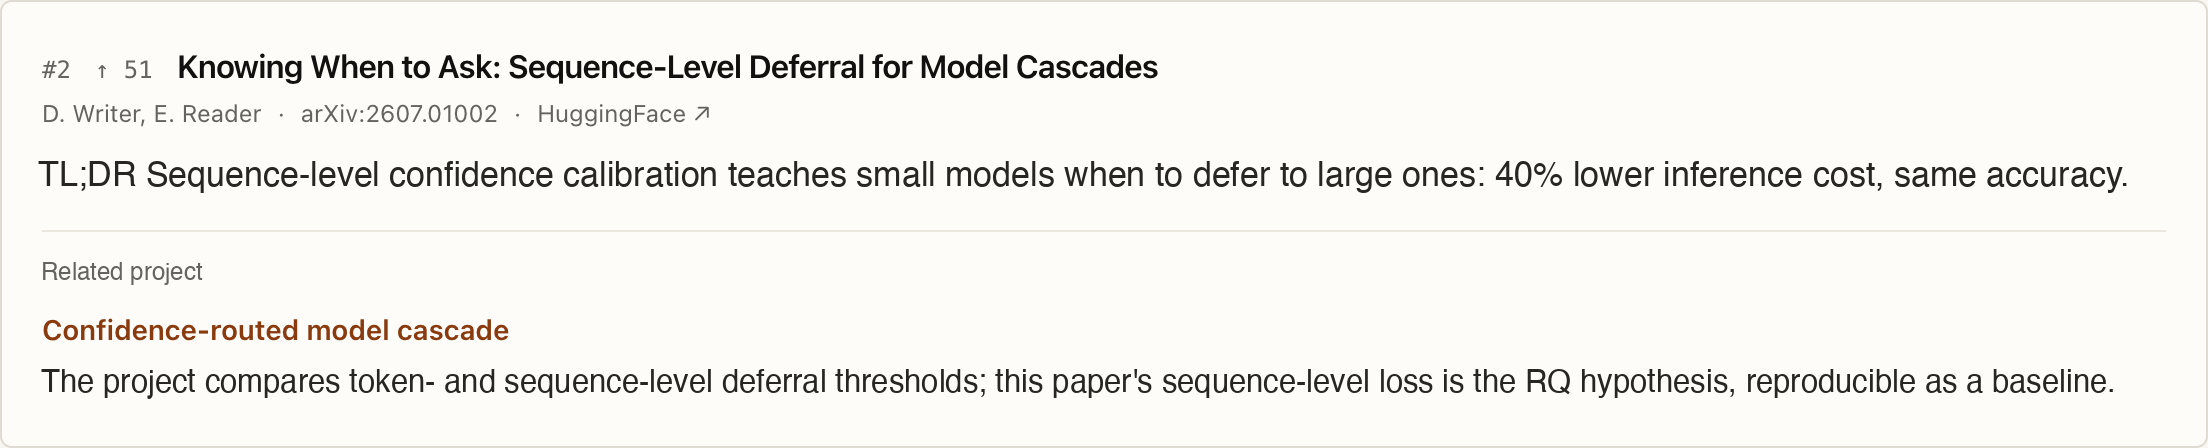 #2 ↑ 51 Knowing When to Ask: Sequence-Level Deferral for Model Cascades
D. Writer, E. Reader · arXiv:2607.01002 · HuggingFace ↗
TL;DR Sequence-level confidence calibration teaches small models when to defer to large ones: 40% lower inference cost, same accuracy.
Related project
Confidence-routed model cascade
The project compares token- and sequence-level deferral thresholds; this paper's sequence-level loss is the RQ hypothesis, reproducible as a baseline.